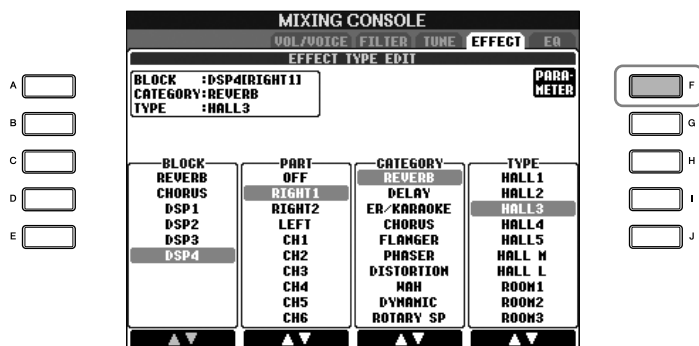 MIXING CONSOLE
VOL/VOICE FILTER TUNE EFFECT EQ
EFFECT TYPE EDIT
BLOCK :DSP4[RIGHT1]
CATEGORY:REVERB
TYPE :HALL3
PARA-
METER
A
B
C
D
E
F
G
H
I
J
BLOCK
REVERB
CHORUS
DSP1
DSP2
DSP3
DSP4
PART
OFF
RIGHT1
RIGHT2
LEFT
CH1
CH2
CH3
CH4
CH5
CH6
CATEGORY
REVERB
DELAY
ER/KARAOKE
CHORUS
FLANGER
PHASER
DISTORTION
WAH
DYNAMIC
ROTARY SP
TYPE
HALL1
HALL2
HALL3
HALL4
HALL5
HALL M
HALL L
ROOM1
ROOM2
ROOM3